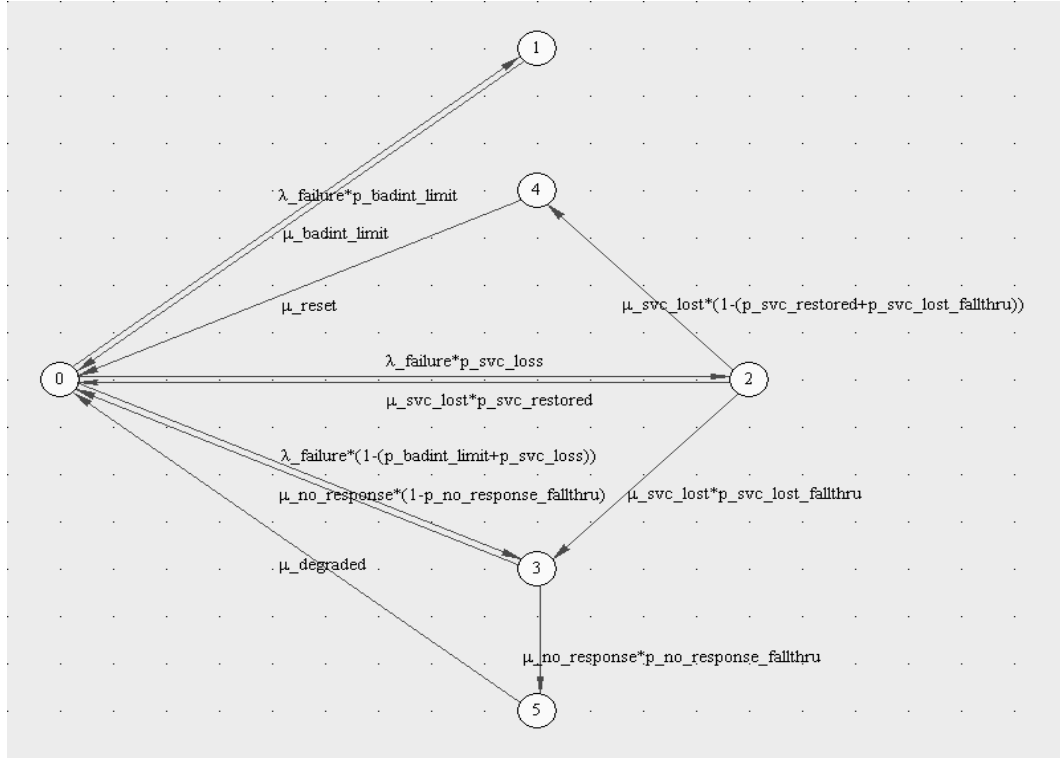 1
λ_failure*p_badint_limit
4
μ_badint_limit
μ_reset
μ_svc_lost*(1-(p_svc_restored+p_svc_lost_fallthru))
λ_failure*p_svc_loss
0
2
μ_svc_lost*p_svc_restored
λ_failure*(1-(p_badint_limit+p_svc_loss))
μ_no_response*(1-p_no_response_fallthru)
μ_svc_lost*p_svc_lost_fallthru
μ_degraded
3
μ_no_response*p_no_response_fallthru
5